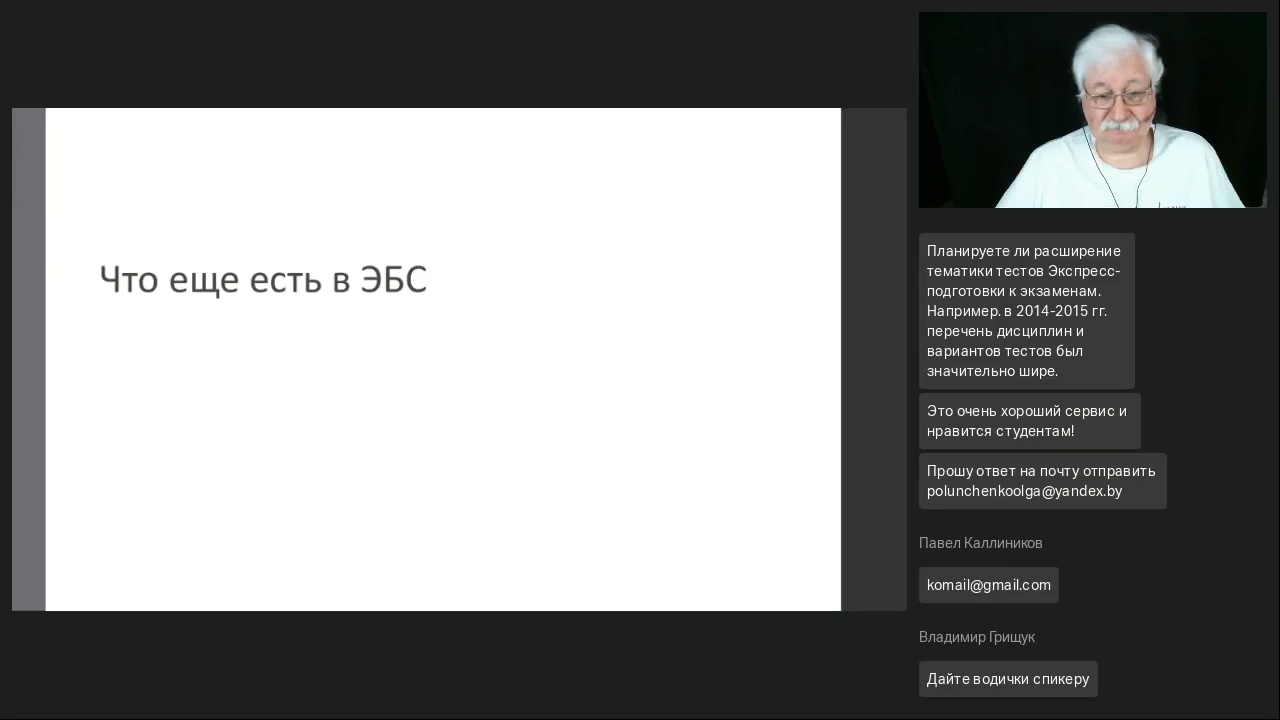 Что еще есть в ЭБС
Планируете ли расширение
тематики тестов Экспресс-
подготовки к экзаменам.
Например. в 2014-2015 гг.
перечень дисциплин и
вариантов тестов был
значительно шире.
Это очень хороший сервис и
нравится студентам!
Прошу ответ на почту отправить
polunchenkoolga@yandex.by
Павел Каллиников
komail@gmail.com
Владимир Грищук
Дайте водички спикеру